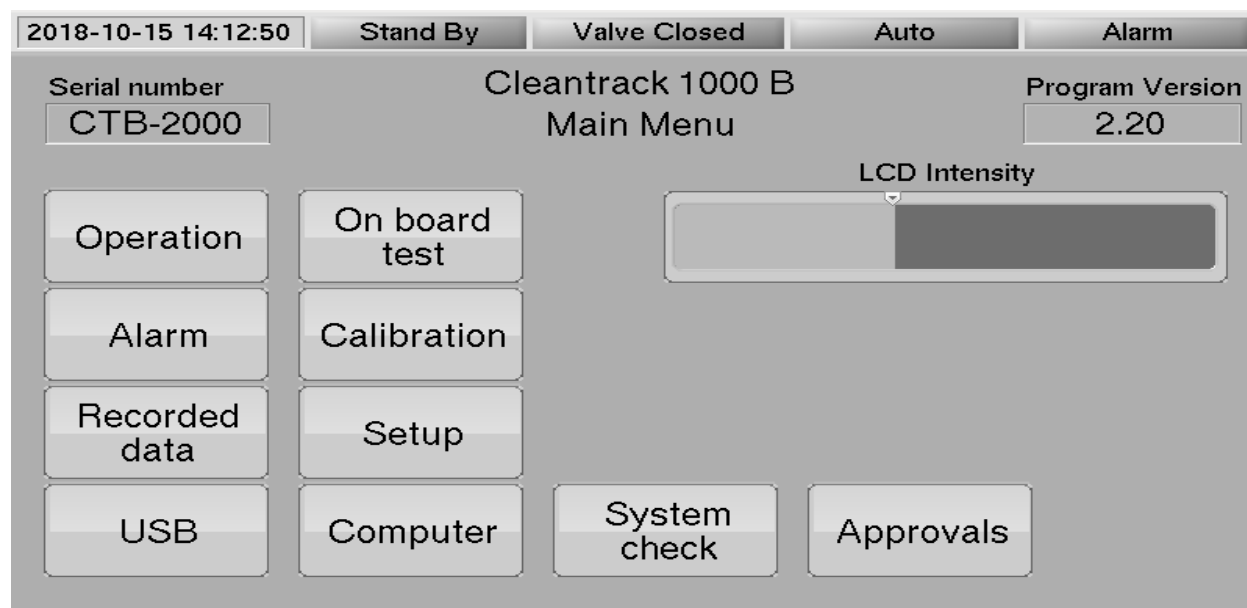 2018-10-15 14:12:50 Stand By Valve Closed Auto Alarm
Serial number
CTB-2000
Cleantrack 1000 B
Main Menu
Program Version
2.20
LCD Intensity
Operation
On board
test
Alarm
Calibration
Recorded
data
Setup
USB
Computer
System
check
Approvals